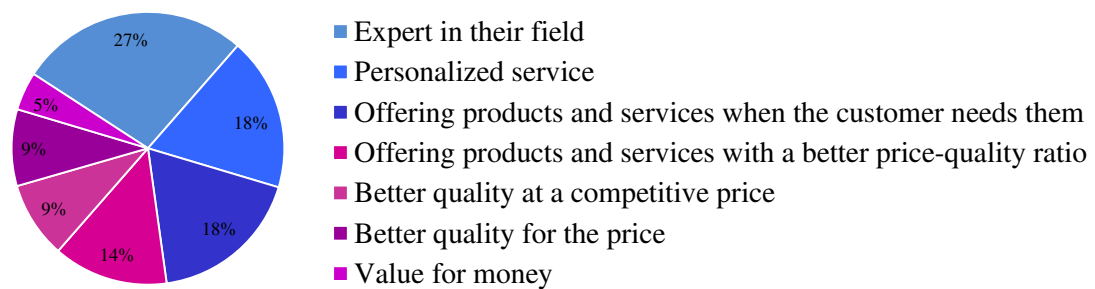 27%
18%
18%
14%
9%
9%
5%
Expert in their field
Personalized service
Offering products and services when the customer needs them
Offering products and services with a better price-quality ratio
Better quality at a competitive price
Better quality for the price
Value for money